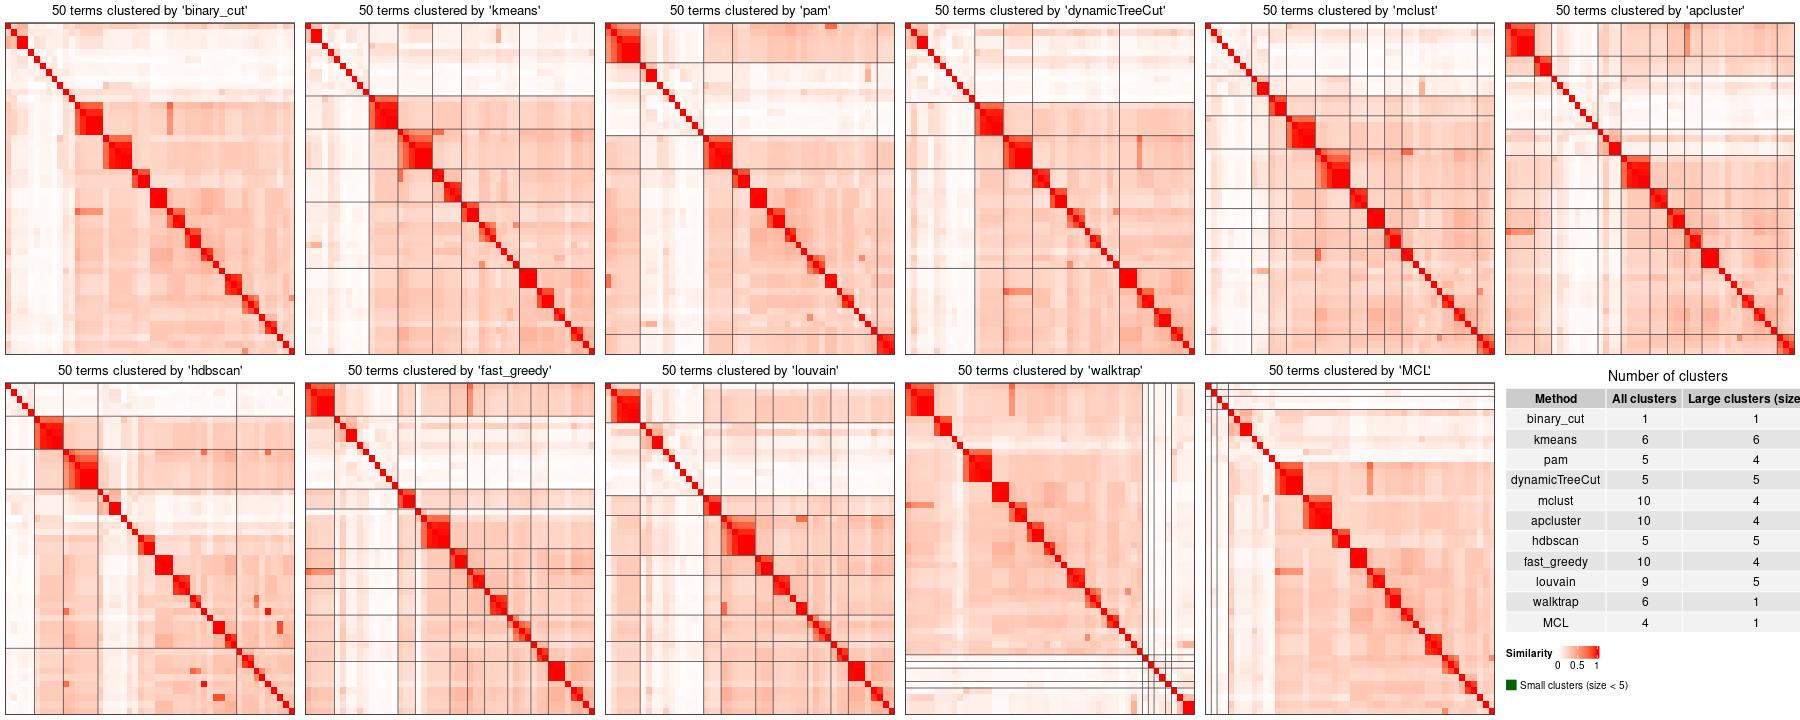 50 terms clustered by 'binary_cut'
50 terms clustered by 'kmeans'
50 terms clustered by 'pam'
50 terms clustered by 'dynamicTreeCut'
50 terms clustered by 'mclust'
50 terms clustered by 'apcluster'
50 terms clustered by 'hdbscan'
50 terms clustered by 'fast_greedy'
50 terms clustered by 'louvain'
50 terms clustered by 'walktrap'
50 terms clustered by 'MCL'
Number of clusters
Method All clusters Large clusters (size
binary_cut 1 1
kmeans 6 6
pam 5 4
dynamicTreeCut 5 5
mclust 10 4
apcluster 10 4
hdbscan 5 5
fast_greedy 10 4
louvain 9 5
walktrap 6 1
MCL 4 1
Similarity
0 0.5 1
Small clusters (size < 5)